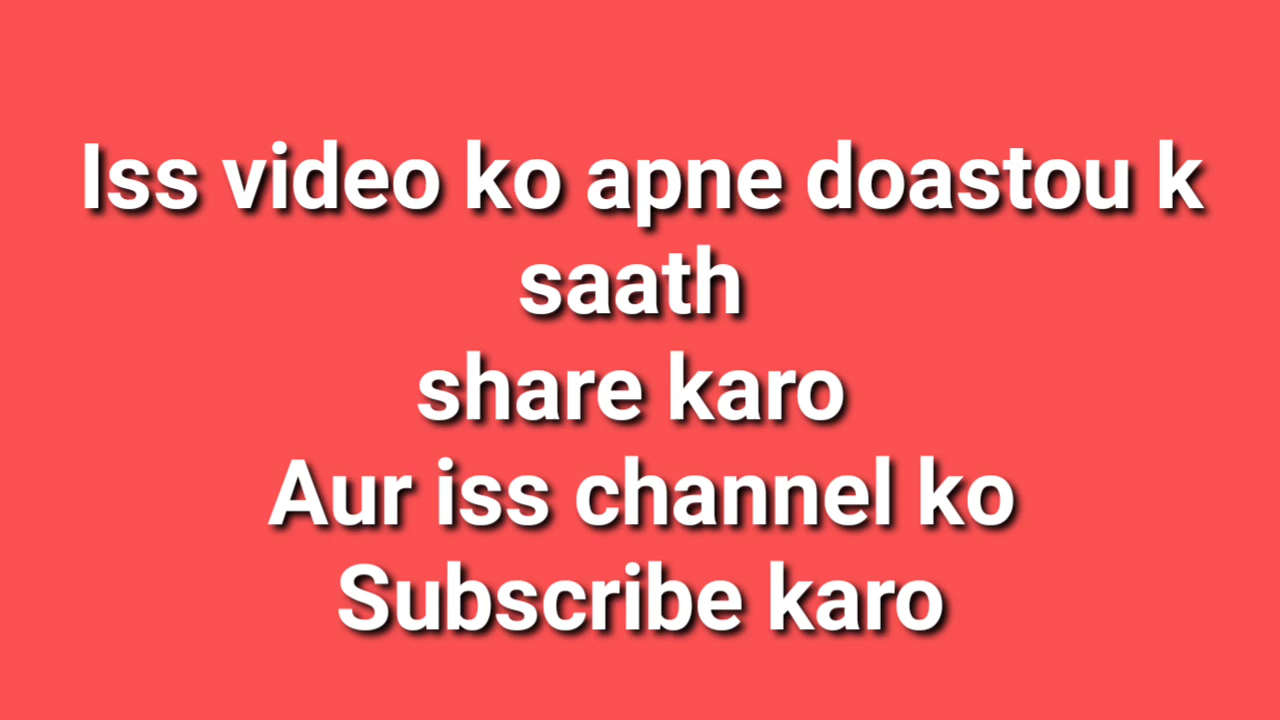 Iss video ko apne doastou k
saath
share karo
Aur iss channel ko
Subscribe karo